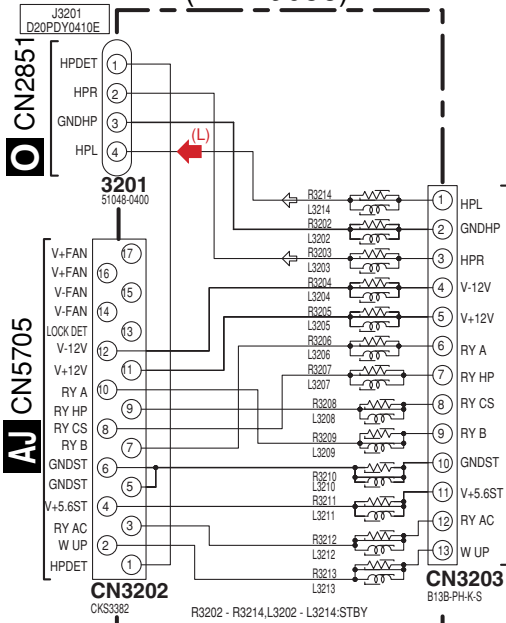 J3201
D20PDY0410E
O CN2851
HPDET 1
HPR 2
GNDHP 3
HPL 4
(L)
3201
51048-0400
AJ CN5705
V+FAN 17
V+FAN 16
V-FAN 15
V-FAN 14
LOCK DET 13
V-12V 12
V+12V 11
RY A 10
RY HP 9
RY CS 8
RY B 7
GNDST 6
GNDST 5
V+5.6ST 4
RY AC 3
W UP 2
HPDET 1
CN3202
CKS3382
R3214
L3214
R3202
L3202
R3203
L3203
R3204
L3204
R3205
L3205
R3206
L3206
R3207
L3207
R3208
L3208
R3209
L3209
R3210
L3210
R3211
L3211
R3212
L3212
R3213
L3213
1 HPL
2 GNDHP
3 HPR
4 V-12V
5 V+12V
6 RY A
7 RY HP
8 RY CS
9 RY B
10 GNDST
11 V+5.6ST
12 RY AC
13 W UP
CN3203
B13B-PH-K-S
R3202 - R3214,L3202 - L3214:STBY